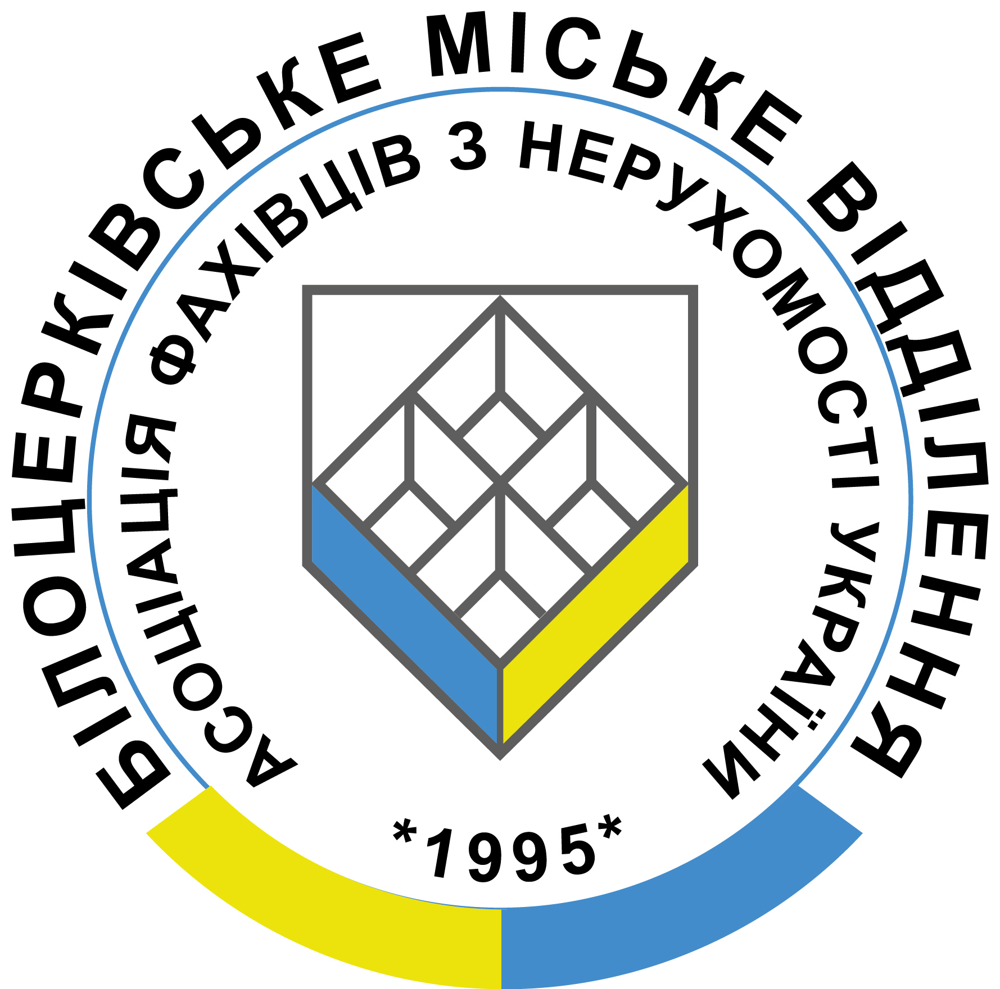 БІЛОЦЕРКІВСЬКЕ МІСЬКЕ ВІДДІЛЕННЯ
АСОЦІАЦІЯ ФАХІВЦІВ З НЕРУХОМОСТІ УКРАЇНИ
*1995*